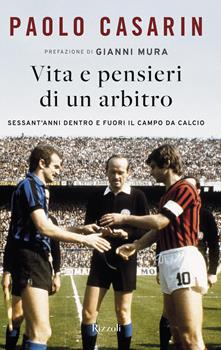 PAOLO CASARIN
PREFAZIONE DI GIANNI MURA
Vita e pensieri
di un arbitro
SESSANT'ANNI DENTRO E FUORI IL CAMPO DA CALCIO
10
Rizzoli